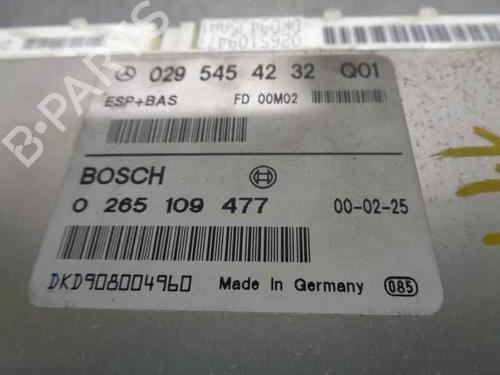 029 545 42 32 Q01
ESP+BAS FD 00M02
BOSCH
0 265 109 477 00-02-25
DKD908004960 Made in Germany 085